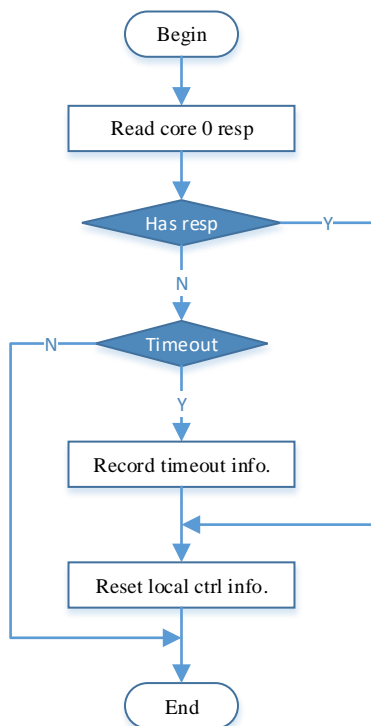 Begin
Read core 0 resp
Has resp
Y
N
N
Timeout
Y
Record timeout info.
Reset local ctrl info.
End